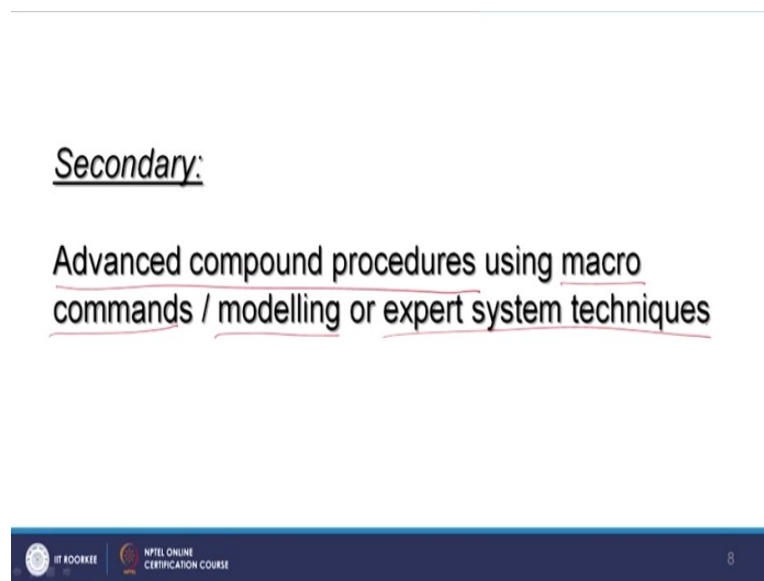 Secondary:
Advanced compound procedures using macro
commands / modelling or expert system techniques
IIT ROORKEE
NPTEL ONLINE
CERTIFICATION COURSE
8